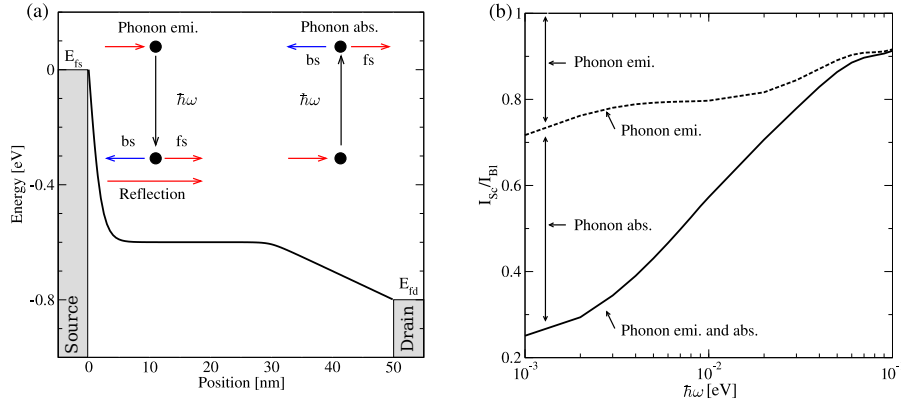 (a)
Phonon emi.
Phonon abs.
E_fs
bs
fs
ħω
ħω
bs
fs
Reflection
Energy [eV]
0
-0.4
-0.8
E_fd
Source
Drain
0
10
20
30
40
50
Position [nm]
(b)
1
0.8
0.6
0.4
0.2
I_Sc/I_Bl
Phonon emi.
Phonon emi.
Phonon abs.
Phonon emi. and abs.
10^-3
10^-2
10^-1
ħω [eV]